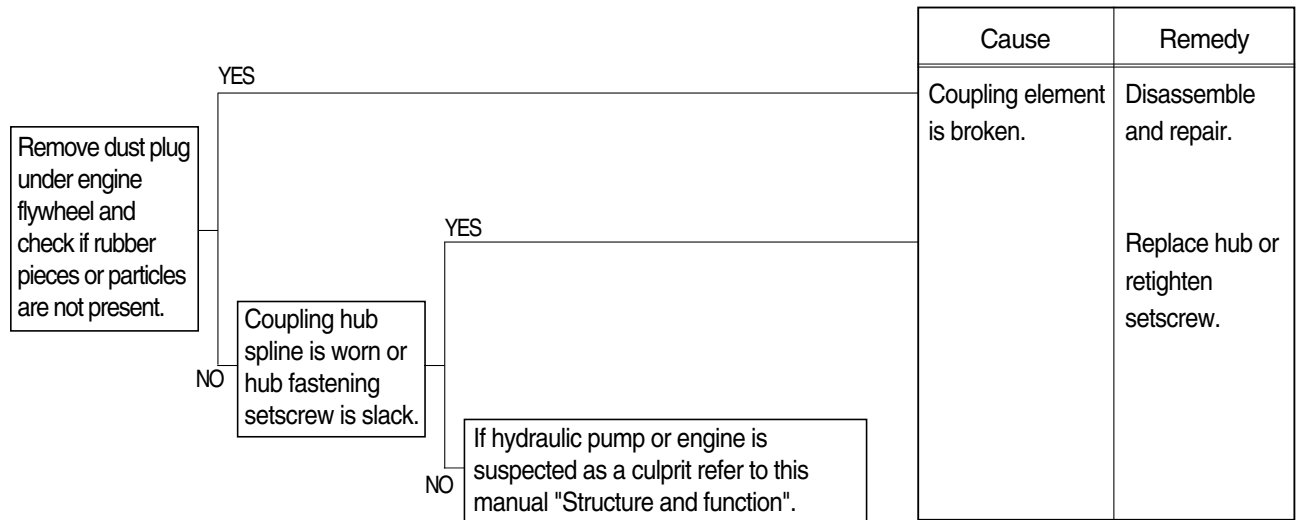 Cause
Remedy
YES
Coupling element
is broken.
Disassemble
and repair.
Remove dust plug
under engine
flywheel and
check if rubber
pieces or particles
are not present.
YES
Replace hub or
retighten
setscrew.
NO
Coupling hub
spline is worn or
hub fastening
setscrew is slack.
NO
If hydraulic pump or engine is
suspected as a culprit refer to this
manual "Structure and function".